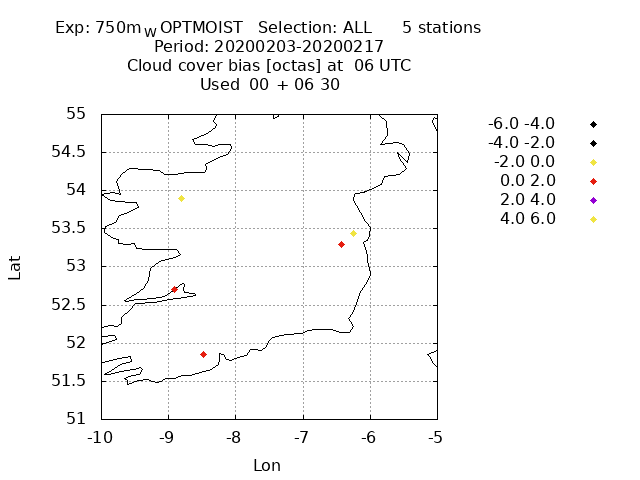 Exp: 750m_W OPTMOIST Selection: ALL 5 stations
Period: 20200203-20200217
Cloud cover bias [octas] at 06 UTC
Used 00 + 06 30
55
54.5
54
53.5
53
52.5
52
51.5
51
-10 -9 -8 -7 -6 -5
Lat
Lon
-6.0 -4.0
-4.0 -2.0
-2.0 0.0
0.0 2.0
2.0 4.0
4.0 6.0